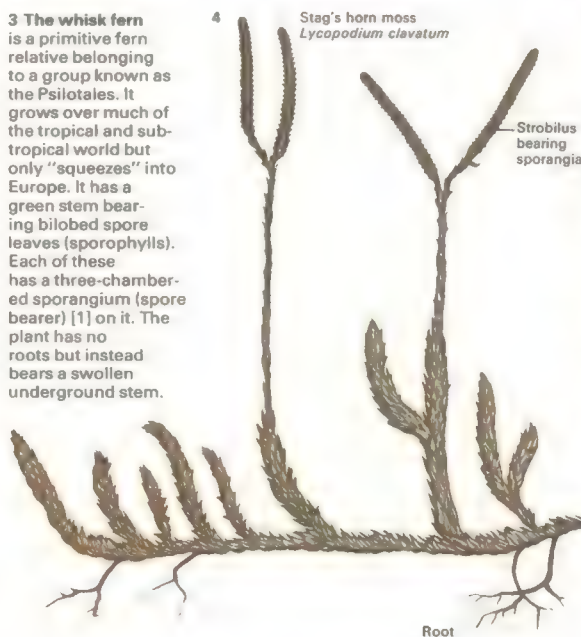 3 The whisk fern
is a primitive fern
relative belonging
to a group known as
the Psilotales. It
grows over much of
the tropical and sub-
tropical world but
only "squeezes" into
Europe. It has a
green stem bear-
ing bilobed spore
leaves (sporophylls).
Each of these
has a three-chamber-
ed sporangium (spore
bearer) [1] on it. The
plant has no
roots but instead
bears a swollen
underground stem.
4
Stag's horn moss
Lycopodium clavatum
Strobilus
bearing
sporangia
Root